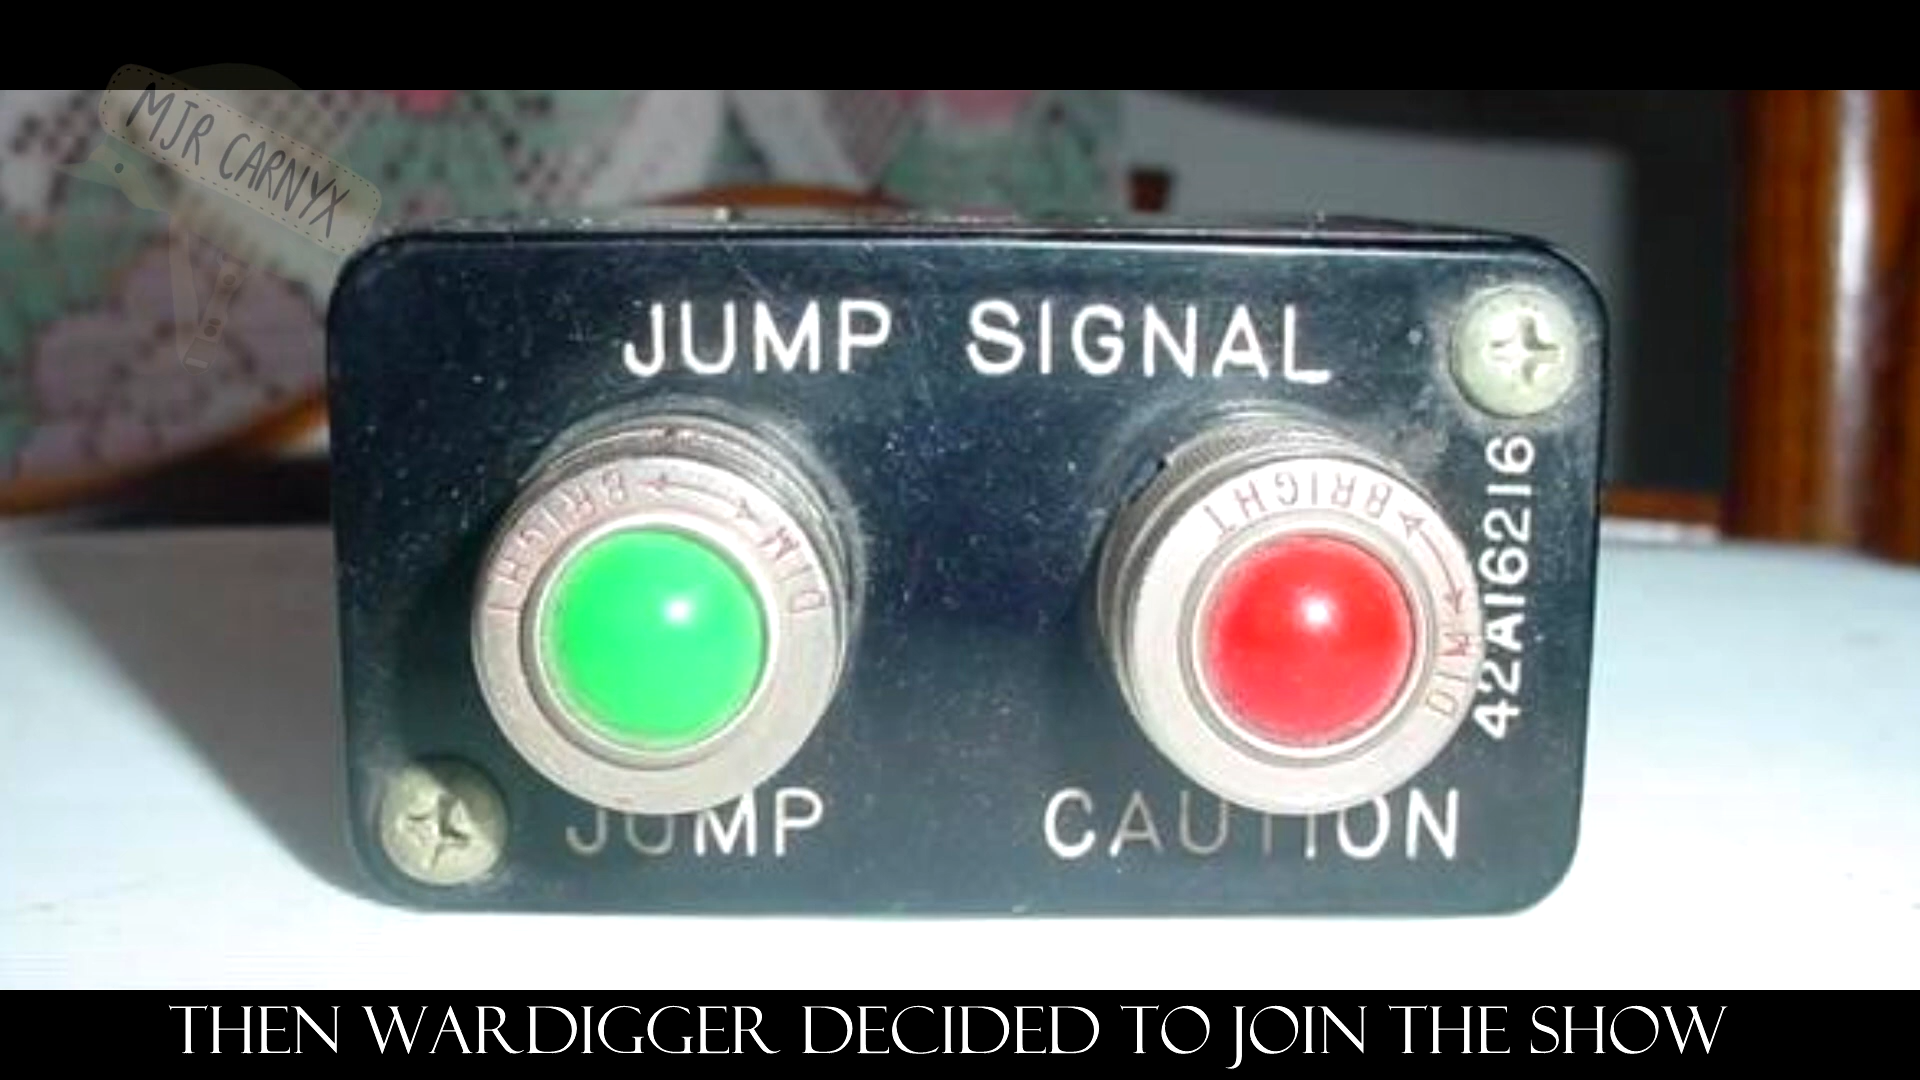 MJR CARNYX
JUMP SIGNAL
BRIGHT DIM
BRIGHT DIM
42A16216
JUMP
CAUTION
THEN WARDIGGER DECIDED TO JOIN THE SHOW